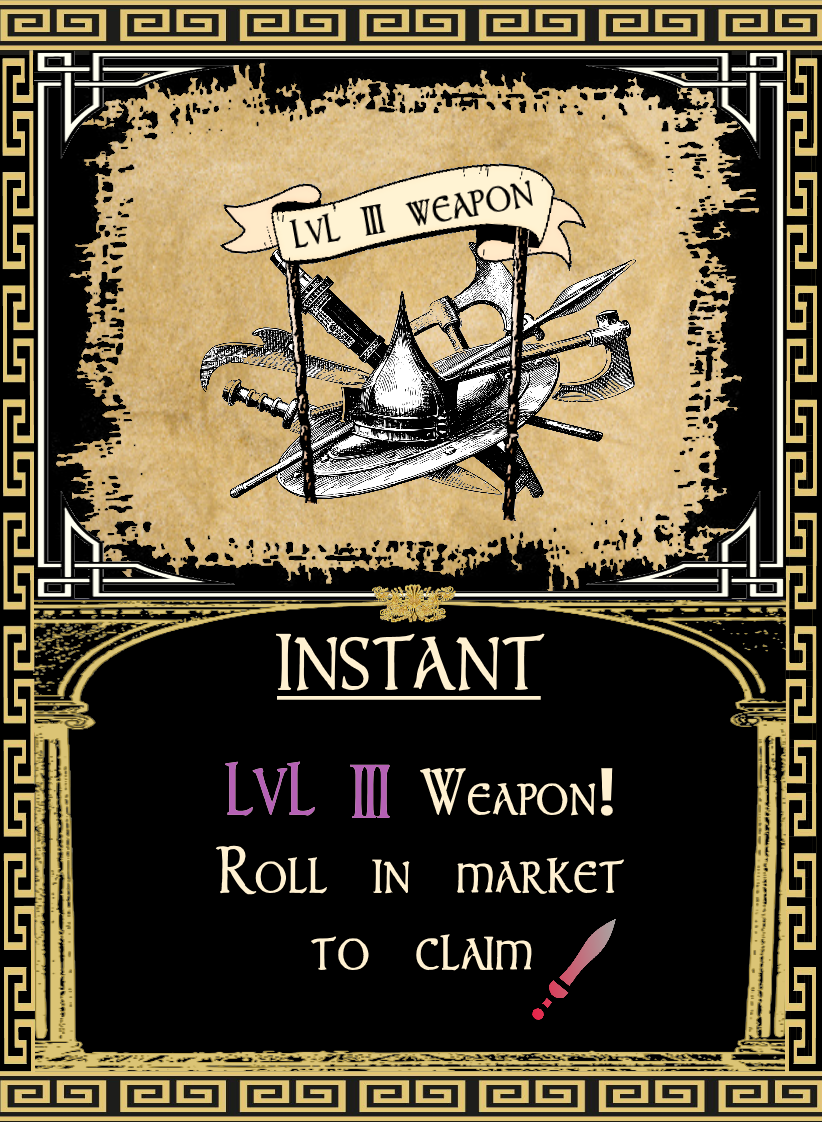 LVL III WEAPON
INSTANT
LVL III WEAPON!
ROLL IN MARKET
TO CLAIM